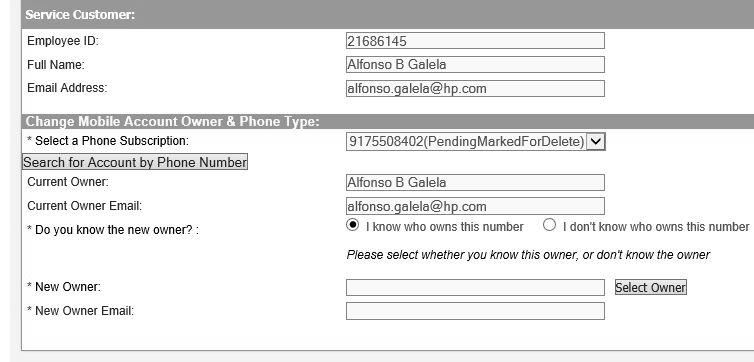 Service Customer:
Employee ID: 21686145
Full Name: Alfonso B Galela
Email Address: alfonso.galela@hp.com
Change Mobile Account Owner & Phone Type:
* Select a Phone Subscription: 9175508402(PendingMarkedForDelete)
Search for Account by Phone Number
Current Owner: Alfonso B Galela
Current Owner Email: alfonso.galela@hp.com
* Do you know the new owner? : I know who owns this number I don't know who owns this number
Please select whether you know this owner, or don't know the owner
* New Owner: Select Owner
* New Owner Email: